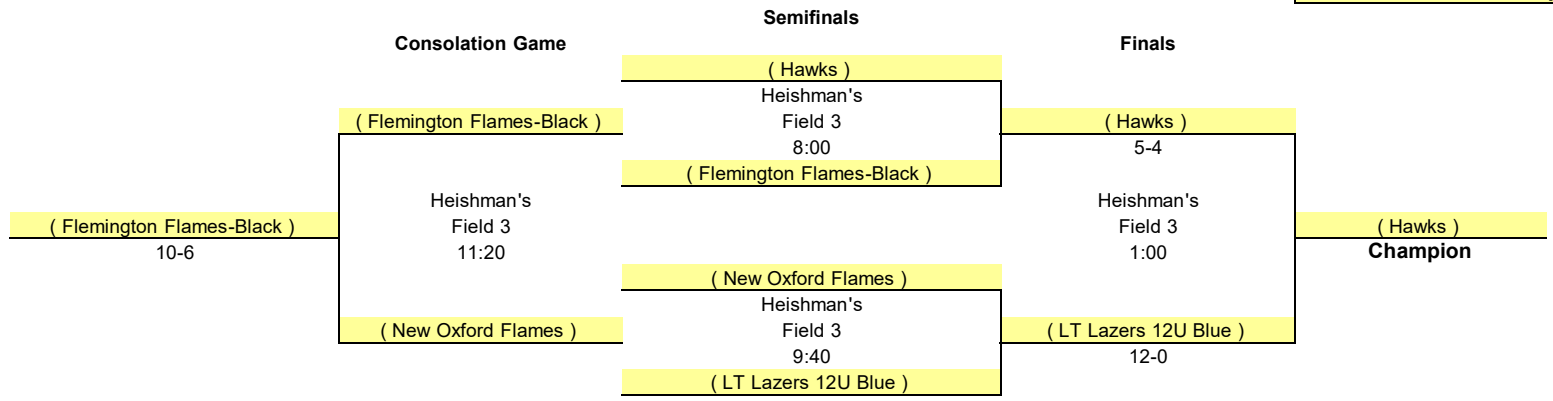 Semifinals
Consolation Game
Finals
( Hawks )
Heishman's
( Flemington Flames-Black )
Field 3
( Hawks )
8:00
5-4
( Flemington Flames-Black )
Heishman's
Heishman's
( Flemington Flames-Black )
Field 3
Field 3
( Hawks )
10-6
11:20
1:00
Champion
( New Oxford Flames )
Heishman's
( New Oxford Flames )
Field 3
( LT Lazers 12U Blue )
9:40
12-0
( LT Lazers 12U Blue )